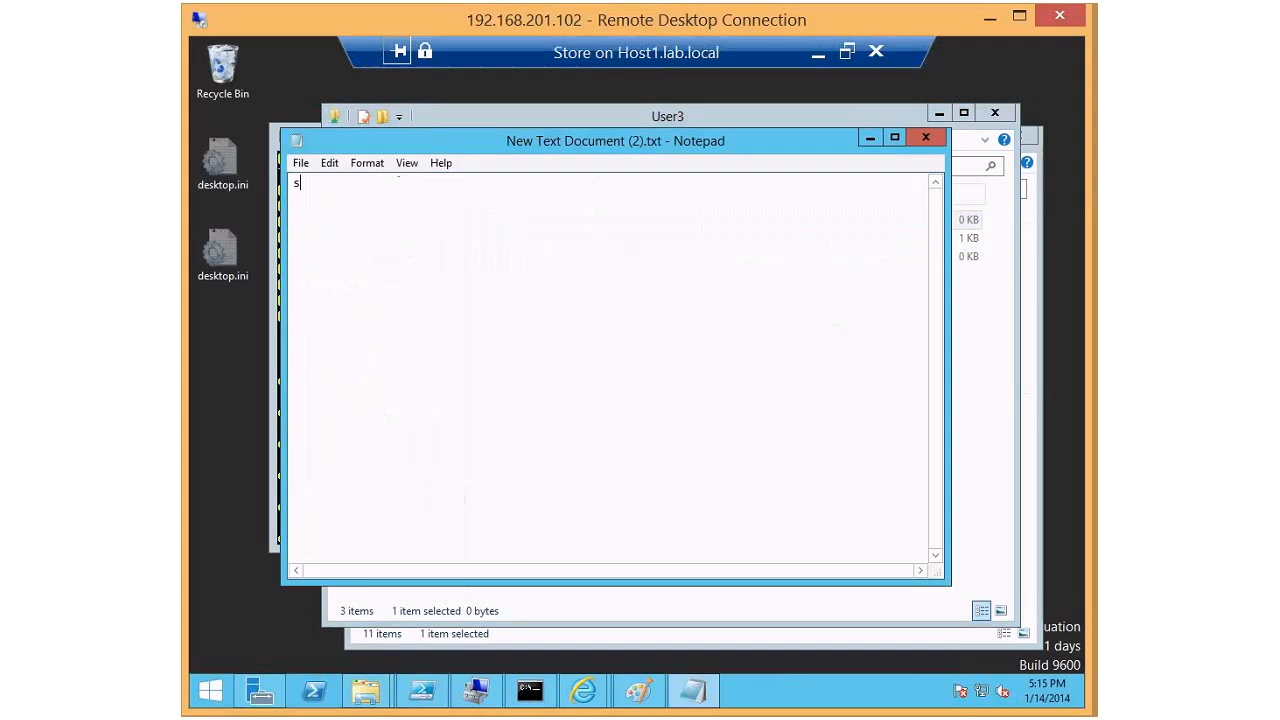 192.168.201.102 - Remote Desktop Connection
Store on Host1.lab.local
Recycle Bin
desktop.ini
desktop.ini
User3
New Text Document (2).txt - Notepad
File Edit Format View Help
s
0 KB
1 KB
0 KB
3 items 1 item selected 0 bytes
11 items 1 item selected
uation
1 days
Build 9600
5:15 PM
1/14/2014